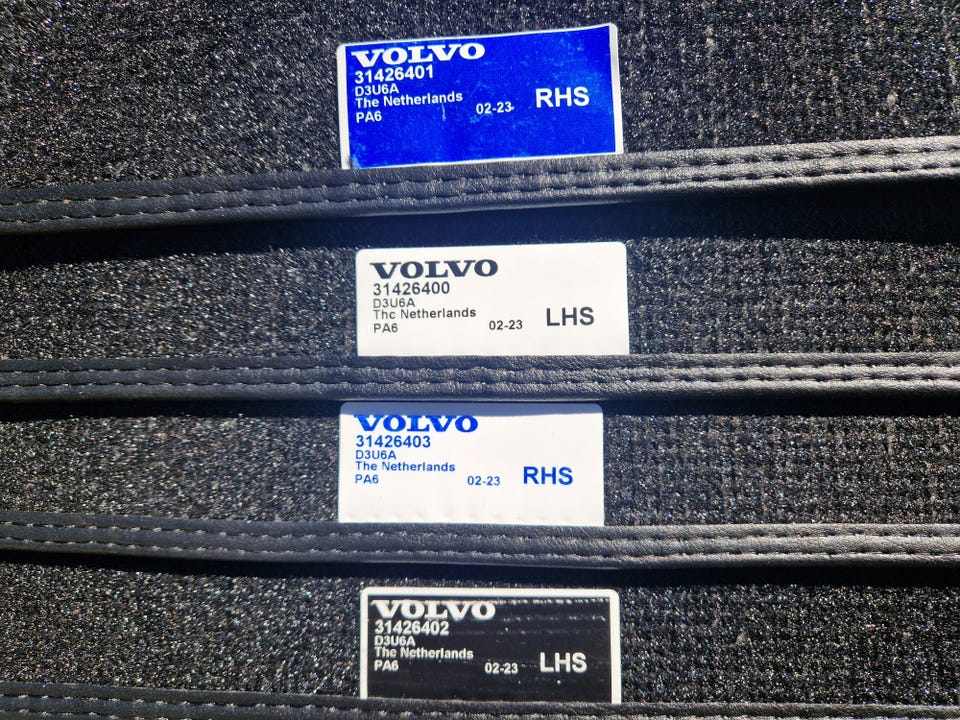 VOLVO
31426401
D3U6A
The Netherlands
PA6 02-23 RHS
VOLVO
31426400
D3U6A
The Netherlands
PA6 02-23 LHS
VOLVO
31426403
D3U6A
The Netherlands
PA6 02-23 RHS
VOLVO
31426402
D3U6A
The Netherlands
PA6 02-23 LHS